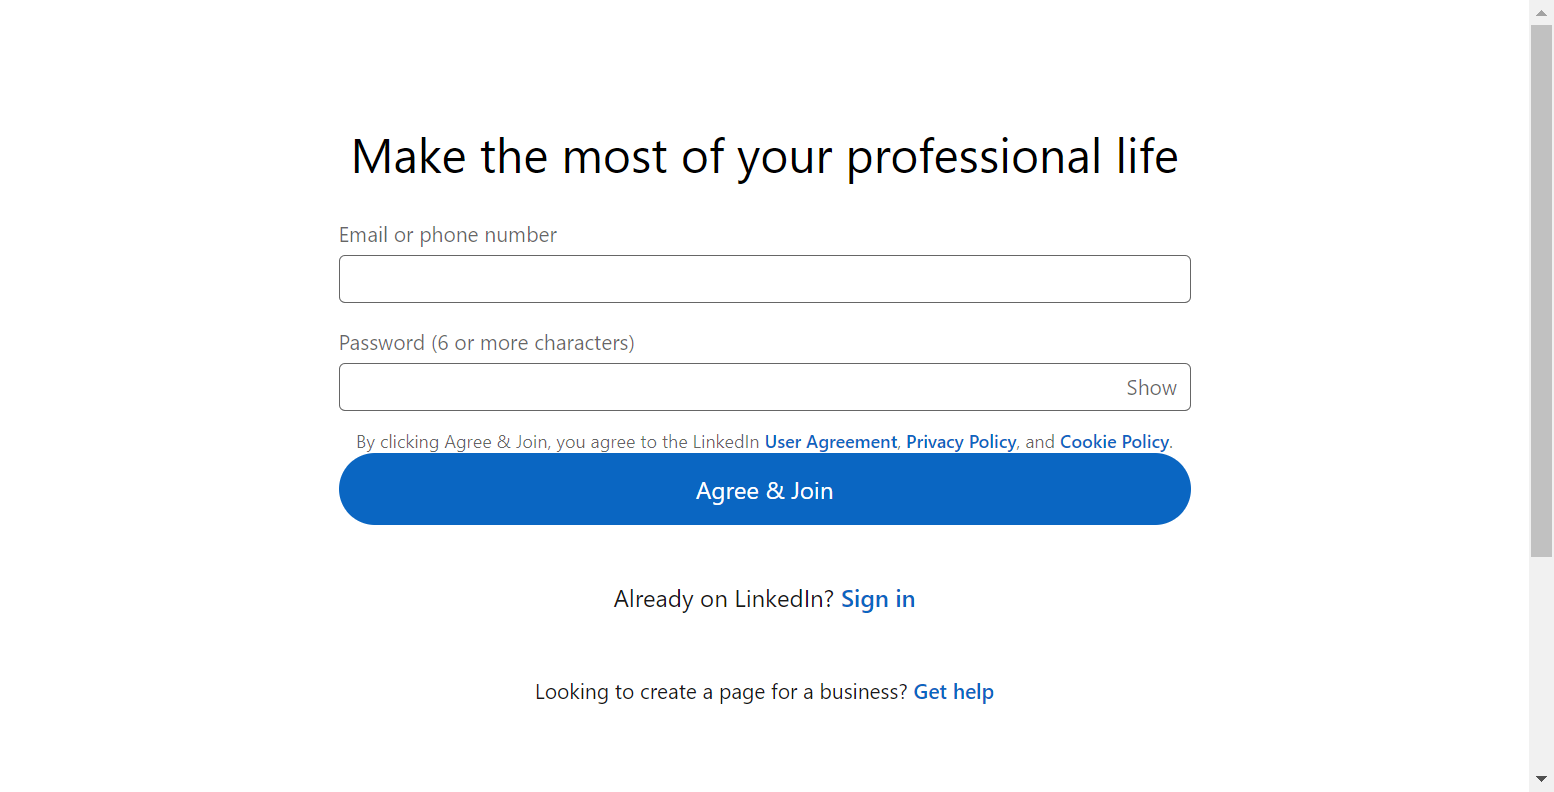 Make the most of your professional life
Email or phone number
Password (6 or more characters)
Show
By clicking Agree & Join, you agree to the LinkedIn User Agreement, Privacy Policy, and Cookie Policy.
Agree & Join
Already on LinkedIn? Sign in
Looking to create a page for a business? Get help